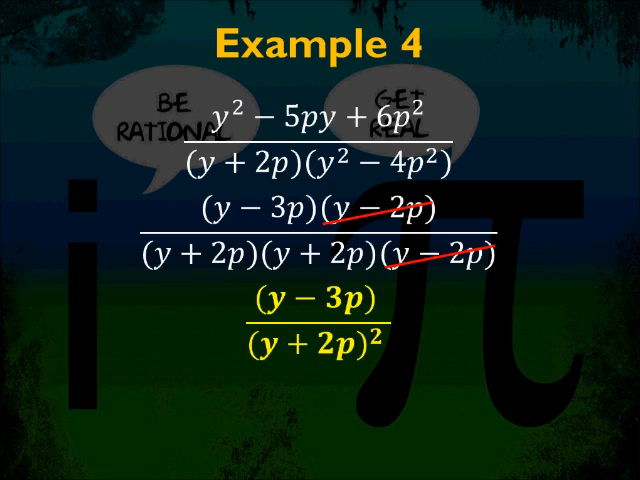 Example 4
BE
RATIONAL
GET
REAL
y² − 5py + 6p²
(y + 2p)(y² − 4p²)
(y − 3p)(y − 2p)
(y + 2p)(y + 2p)(y − 2p)
(y − 3p)
(y + 2p)²
i
π